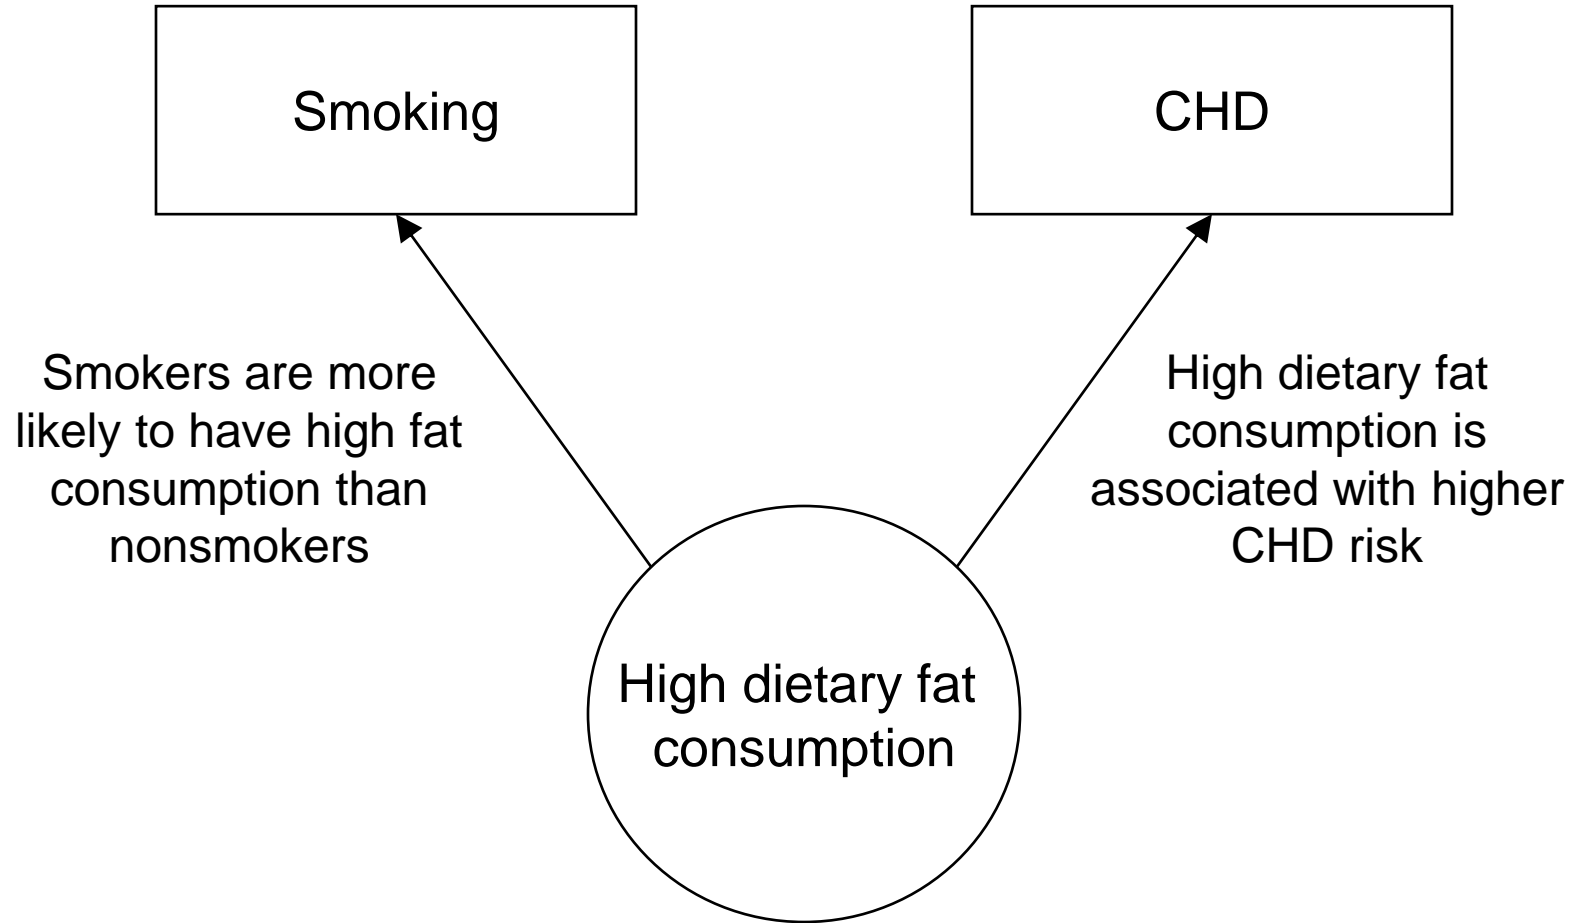 Smoking
CHD
Smokers are more
likely to have high fat
consumption than
nonsmokers
High dietary fat
consumption is
associated with higher
CHD risk
High dietary fat
consumption